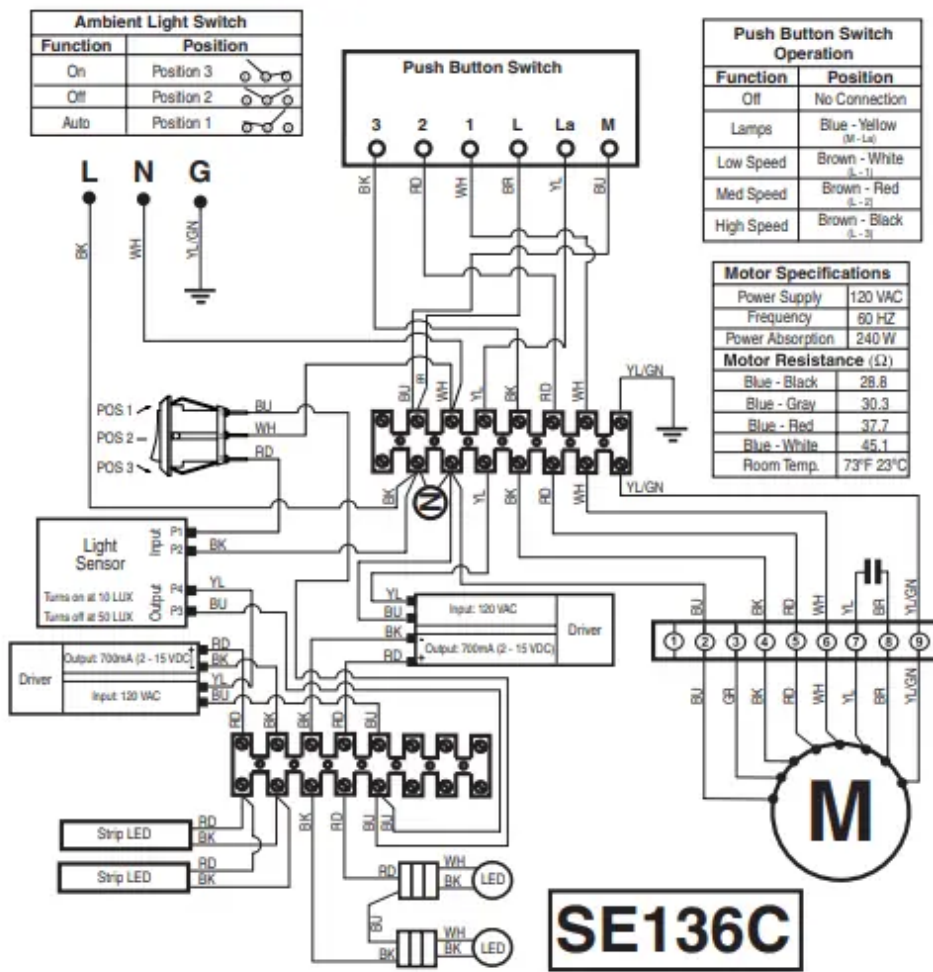 Ambient Light Switch
Function Position
On Position 3
Off Position 2
Auto Position 1
Push Button Switch
3 2 1 L La M
BK RD WH BR YL BU
Push Button Switch
Operation
Function Position
Off No Connection
Lamps Blue - Yellow
(M - La)
Low Speed Brown - White
(L - 1)
Med Speed Brown - Red
(L - 2)
High Speed Brown - Black
(L - 3)
L N G
BK WH YL/GN
Motor Specifications
Power Supply 120 VAC
Frequency 60 HZ
Power Absorption 240 W
Motor Resistance (Ω)
Blue - Black 28.8
Blue - Gray 30.3
Blue - Red 37.7
Blue - White 45.1
Room Temp. 73°F 23°C
BU BR WH YL BK RD WH YL/GN
POS 1
POS 2
POS 3
BU
WH
RD
BK N YL BK RD WH YL/GN
Light
Sensor
Turns on at 10 LUX
Turns off at 50 LUX
Input
Output
P1
P2 BK
P4 YL
P3 BU
Driver
Output: 700mA (2 - 15 VDC)
+
-
Input: 120 VAC
RD
BK
YL
BU
YL
BU
BK
RD
Input: 120 VAC
-
Output: 700mA (2 - 15 VDC)
+
Driver
BU BK RD WH YL BR YL/GN
1 2 3 4 5 6 7 8 9
BU GR BK RD WH YL BR YL/GN
M
RD BK BK RD BU
BK RD BU BU
Strip LED
RD
BK
Strip LED
RD
BK
RD
WH
BK
LED
BU
BK
WH
BK
LED
SE136C